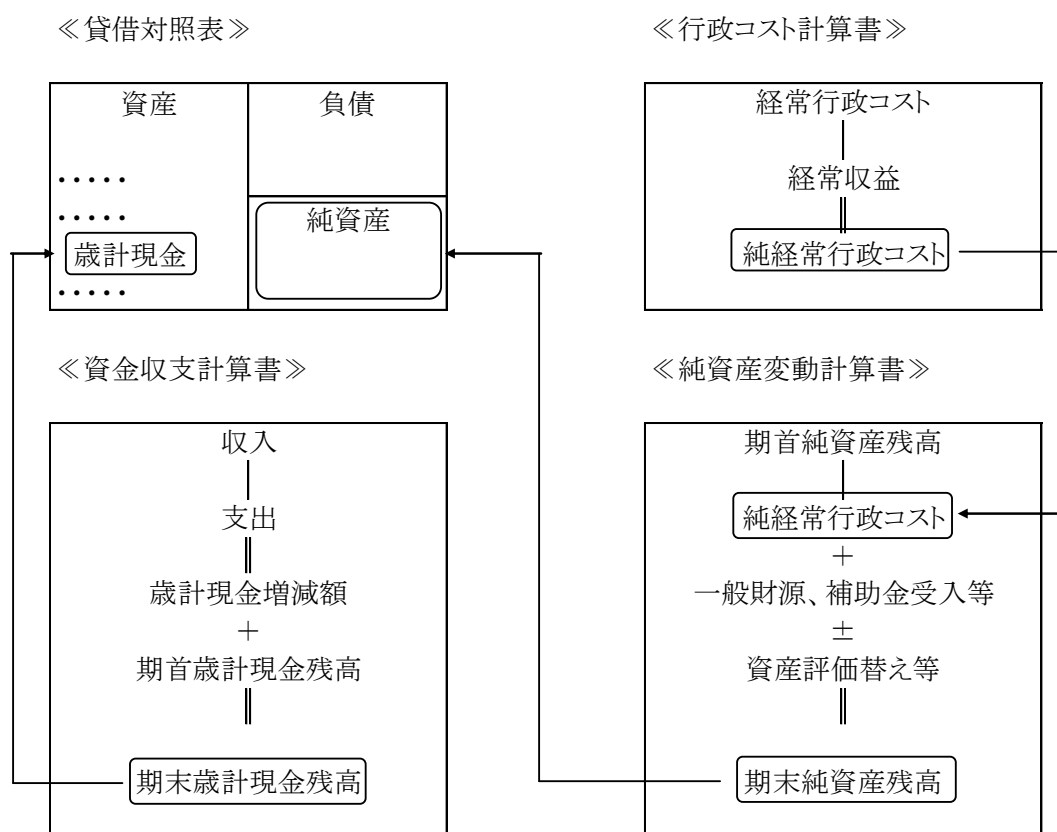 ≪貸借対照表≫
資産
負債
・・・・・
・・・・・
純資産
歳計現金
・・・・・
≪行政コスト計算書≫
経常行政コスト
経常収益
純経常行政コスト
≪資金収支計算書≫
収入
支出
歳計現金増減額
＋
期首歳計現金残高
期末歳計現金残高
≪純資産変動計算書≫
期首純資産残高
純経常行政コスト
＋
一般財源、補助金受入等
±
資産評価替え等
期末純資産残高